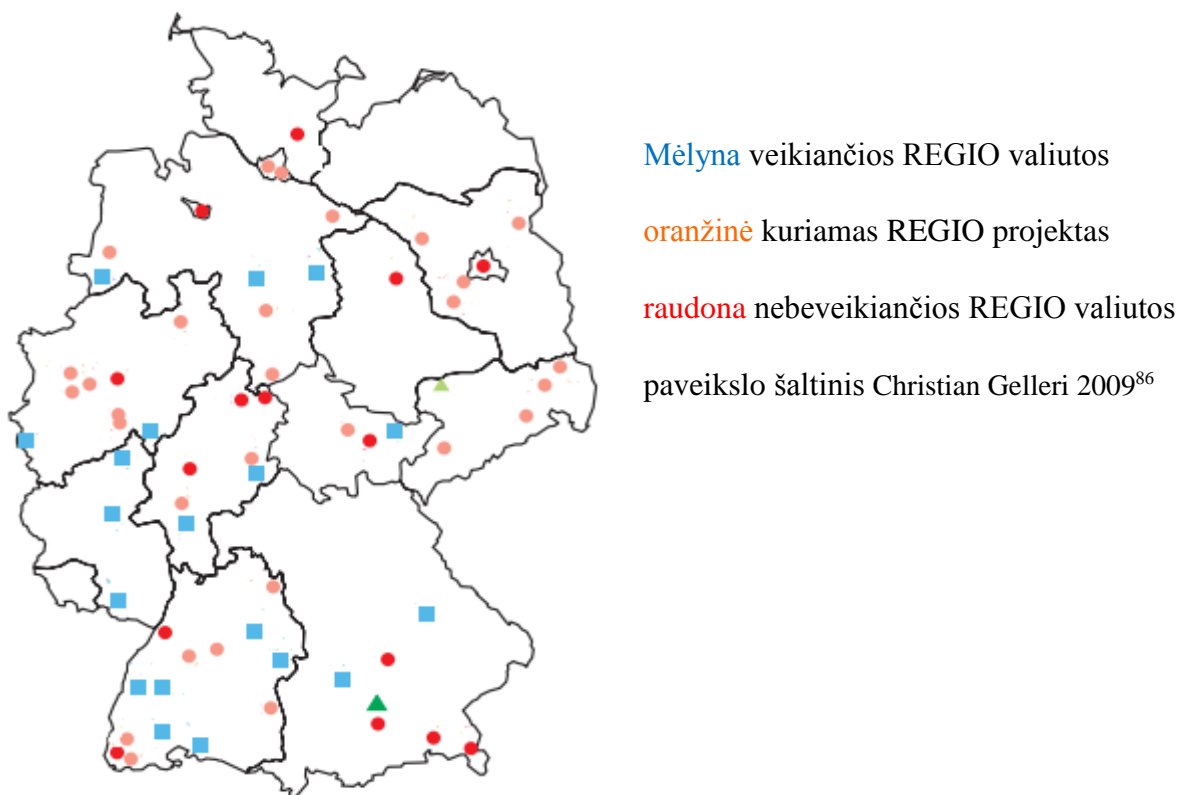 Mėlyna veikiančios REGIO valiutos
oranžinė kuriamas REGIO projektas
raudona nebeveikiančios REGIO valiutos
paveikslo šaltinis Christian Gelleri 2009⁸⁶